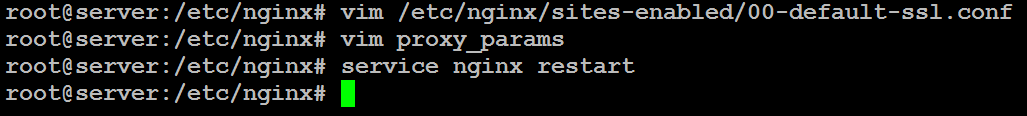 root@server:/etc/nginx# vim /etc/nginx/sites-enabled/00-default-ssl.conf
root@server:/etc/nginx# vim proxy_params
root@server:/etc/nginx# service nginx restart
root@server:/etc/nginx#